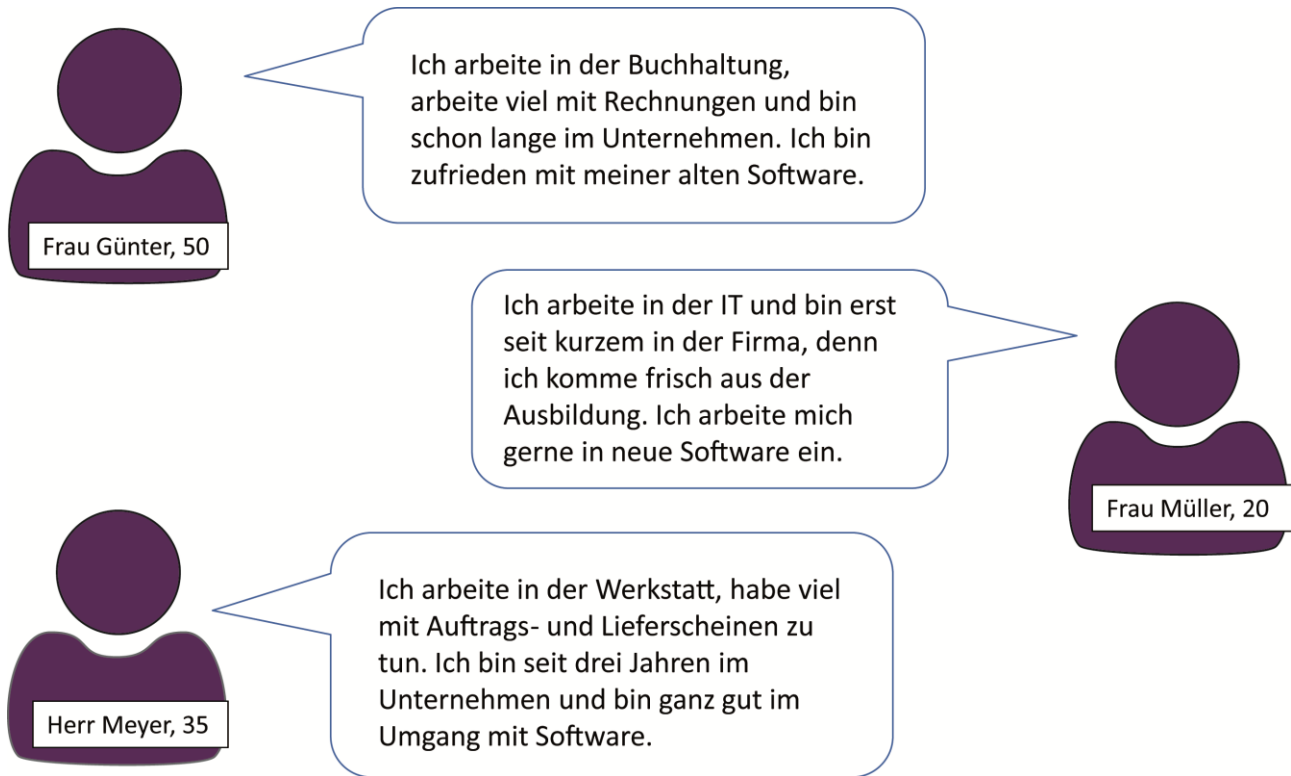 Ich arbeite in der Buchhaltung,
arbeite viel mit Rechnungen und bin
schon lange im Unternehmen. Ich bin
zufrieden mit meiner alten Software.
Frau Günter, 50
Ich arbeite in der IT und bin erst
seit kurzem in der Firma, denn
ich komme frisch aus der
Ausbildung. Ich arbeite mich
gerne in neue Software ein.
Frau Müller, 20
Ich arbeite in der Werkstatt, habe viel
mit Auftrags- und Lieferscheinen zu
tun. Ich bin seit drei Jahren im
Unternehmen und bin ganz gut im
Umgang mit Software.
Herr Meyer, 35